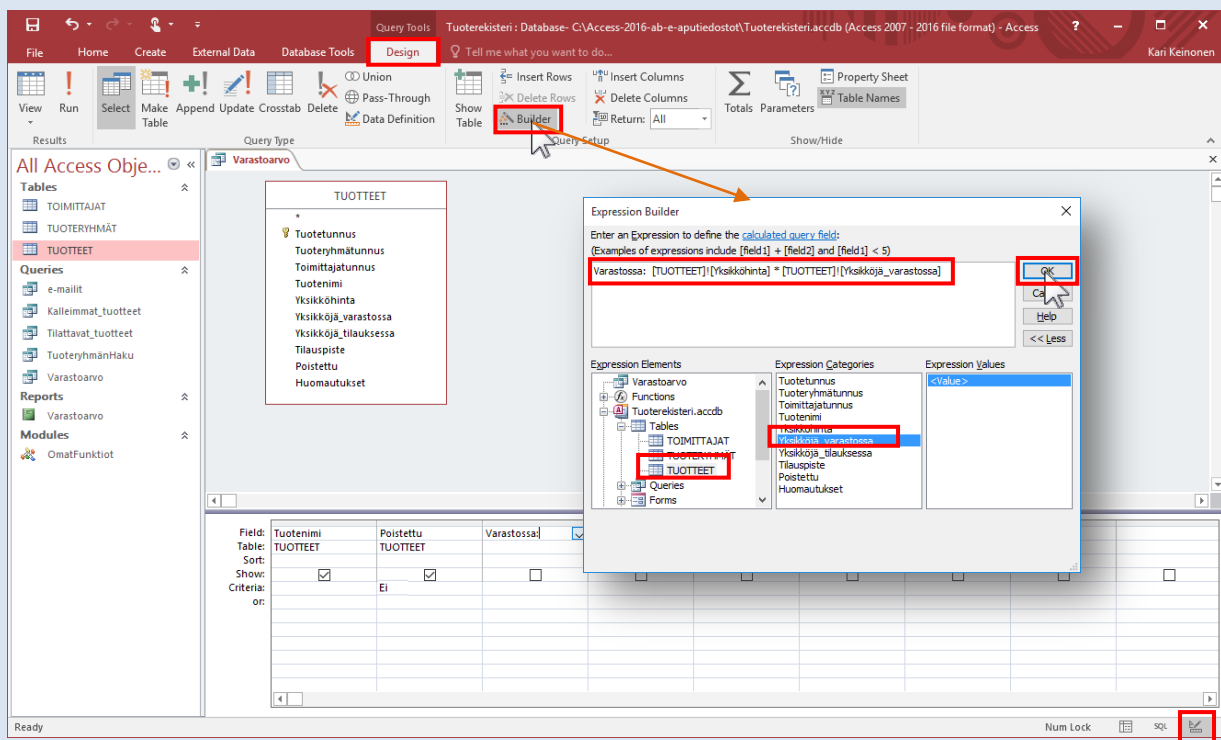 Query Tools
Tuoterekisteri : Database- C:\Access-2016-ab-e-aputiedostot\Tuoterekisteri.accdb (Access 2007 - 2016 file format) - Access
?
File
Home
Create
External Data
Database Tools
Design
Tell me what you want to do...
Kari Keinonen
View
Run
Select
Make Table
Append
Update
Crosstab
Delete
Union
Pass-Through
Data Definition
Show Table
Insert Rows
Delete Rows
Builder
Insert Columns
Delete Columns
Return: All
Totals
Parameters
Property Sheet
Table Names
Results
Query Type
Query Setup
Show/Hide
All Access Obje...
Tables
TOIMITTAJAT
TUOTERYHMÄT
TUOTTEET
Queries
e-mailit
Kalleimmat_tuotteet
Tilattavat_tuotteet
TuoteryhmänHaku
Varastoarvo
Reports
Varastoarvo
Modules
OmatFunktiot
Varastoarvo
TUOTTEET
*
Tuotetunnus
Tuoteryhmätunnus
Toimittajatunnus
Tuotenimi
Yksikköhinta
Yksikköjä_varastossa
Yksikköjä_tilauksessa
Tilauspiste
Poistettu
Huomautukset
Expression Builder
Enter an Expression to define the calculated query field:
(Examples of expressions include [field1] + [field2] and [field1] < 5)
Varastossa: [TUOTTEET]![Yksikköhinta] * [TUOTTEET]![Yksikköjä_varastossa]
OK
Help
<< Less
Expression Elements
Varastoarvo
Functions
Tuoterekisteri.accdb
Tables
TOIMITTAJAT
TUOTERYHMÄT
TUOTTEET
Queries
Forms
Expression Categories
Tuotetunnus
Tuoteryhmätunnus
Toimittajatunnus
Tuotenimi
Yksikköhinta
Yksikköjä_varastossa
Yksikköjä_tilauksessa
Tilauspiste
Poistettu
Huomautukset
Expression Values
<Value>
Field: Tuotenimi Poistettu Varastossa:
Table: TUOTTEET TUOTTEET
Sort:
Show:
Criteria: Ei
or:
Ready
Num Lock
SQL